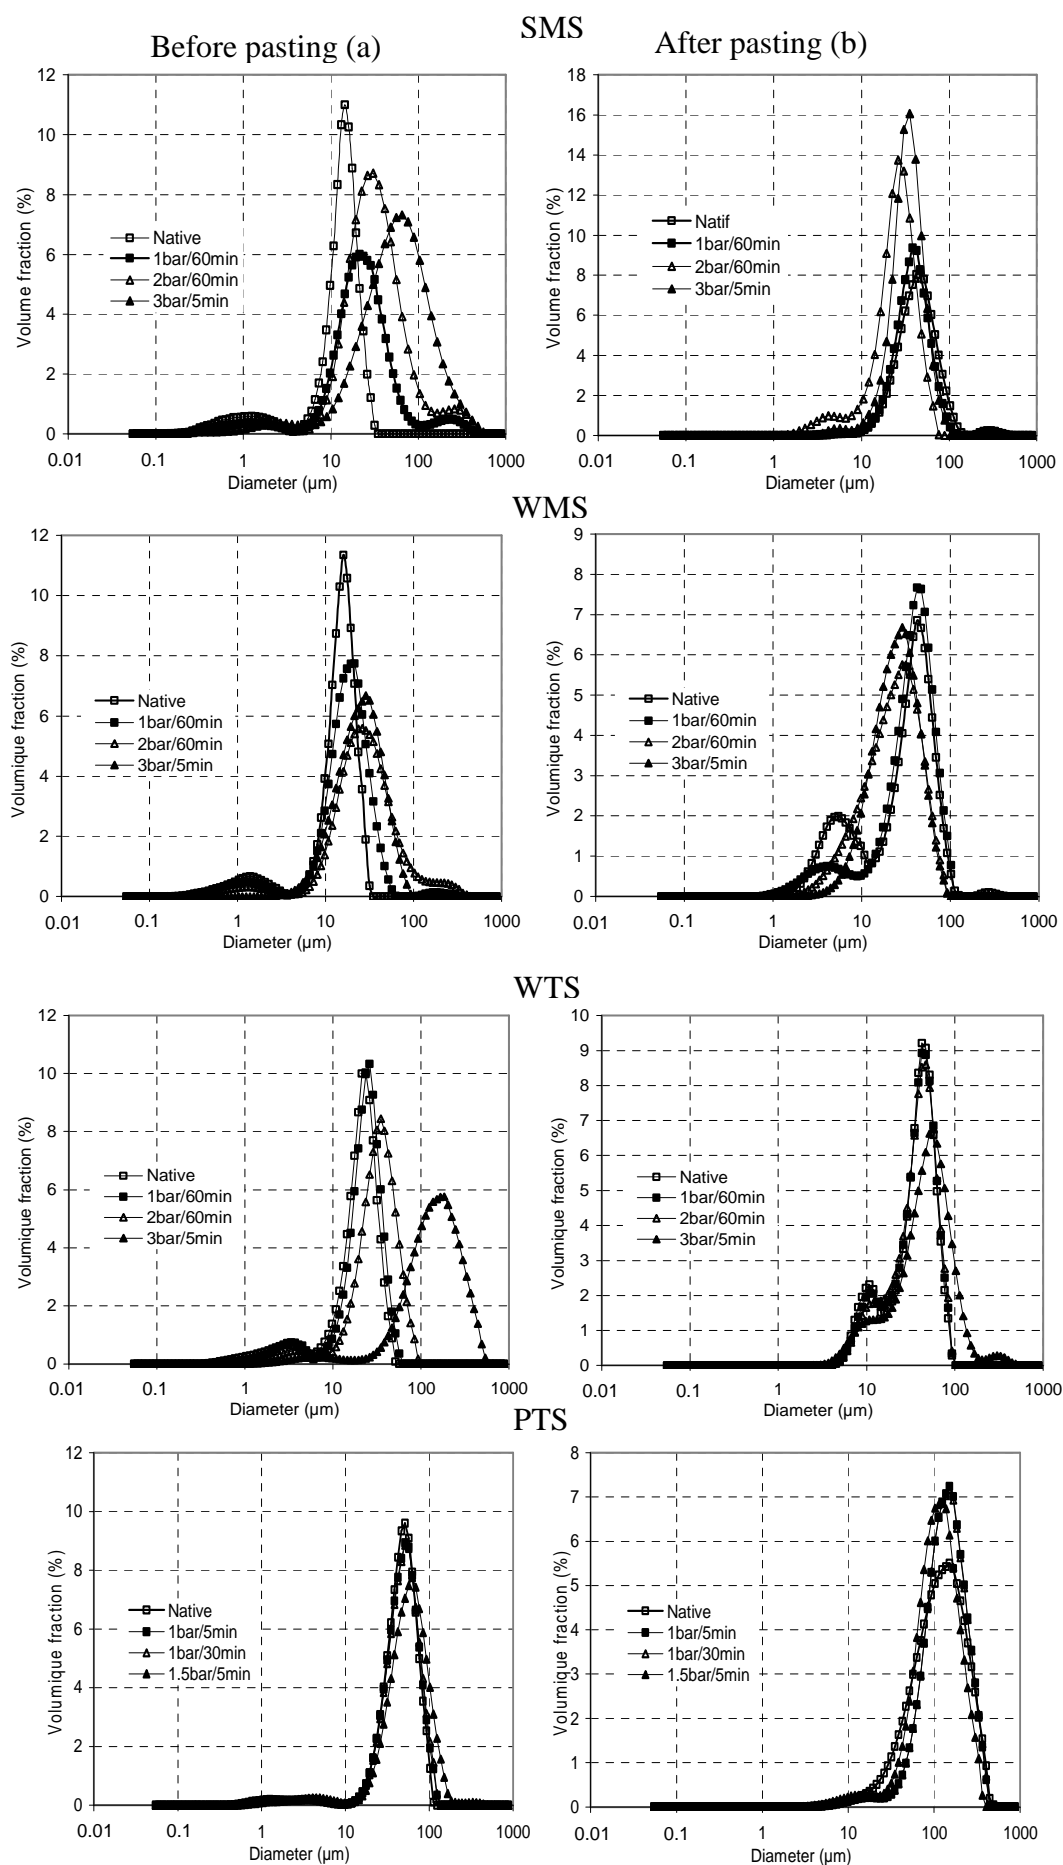 SMS
Before pasting (a)
After pasting (b)
12
10
8
6
4
2
0
Volume fraction (%)
Native
1bar/60min
2bar/60min
3bar/5min
0.01 0.1 1 10 100 1000
Diameter (µm)
18
16
14
12
10
8
6
4
2
0
Volume fraction (%)
Natif
1bar/60min
2bar/60min
3bar/5min
0.01 0.1 1 10 100 1000
Diameter (µm)
WMS
12
10
8
6
4
2
0
Volumique fraction (%)
Native
1bar/60min
2bar/60min
3bar/5min
0.01 0.1 1 10 100 1000
Diameter (µm)
9
8
7
6
5
4
3
2
1
0
Volumique fraction (%)
Native
1bar/60min
2bar/60min
3bar/5min
0.01 0.1 1 10 100 1000
Diameter (µm)
WTS
12
10
8
6
4
2
0
Volumique fraction (%)
Native
1bar/60min
2bar/60min
3bar/5min
0.01 0.1 1 10 100 1000
Diameter (µm)
10
9
8
7
6
5
4
3
2
1
0
Volumique fraction (%)
Native
1bar/60min
2bar/60min
3bar/5min
0.01 0.1 1 10 100 1000
Diameter (µm)
PTS
12
10
8
6
4
2
0
Volumique fraction (%)
Native
1bar/5min
1bar/30min
1.5bar/5min
0.01 0.1 1 10 100 1000
Diameter (µm)
8
7
6
5
4
3
2
1
0
Volumique fraction (%)
Native
1bar/5min
1bar/30min
1.5bar/5min
0.01 0.1 1 10 100 1000
Diameter (µm)